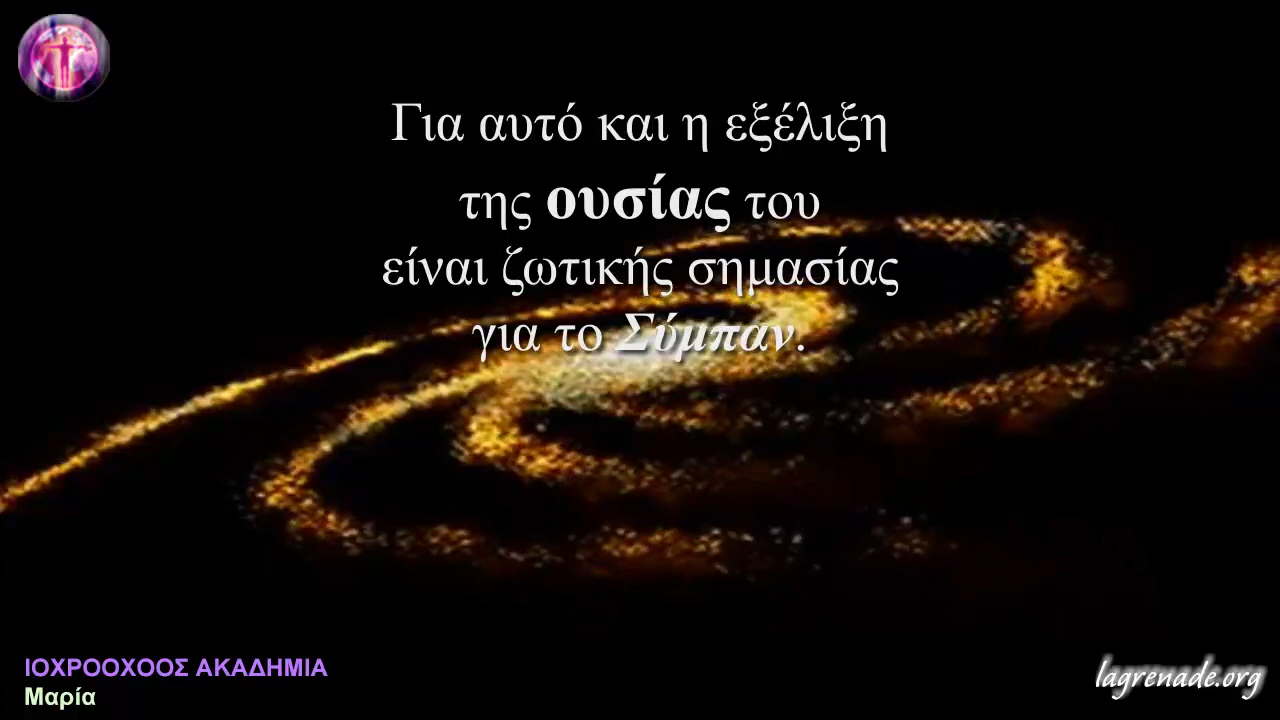 Για αυτό και η εξέλιξη
της ουσίας του
είναι ζωτικής σημασίας
για το Σύμπαν.
ΙΟΧΡΟΟΧΟΟΣ ΑΚΑΔΗΜΙΑ
Μαρία
lagrenade.org